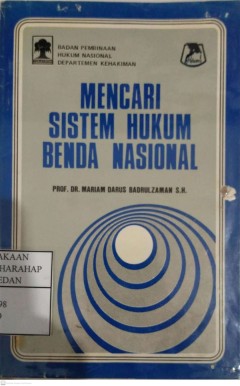 BADAN PEMBINAAN
HUKUM NASIONAL
DEPARTEMEN KEHAKIMAN
MENCARI
SISTEM HUKUM
BENDA NASIONAL
PROF. DR. MARIAM DARUS BADRULZAMAN S.H.
AKAAN
HARAHAP
EDAN
98